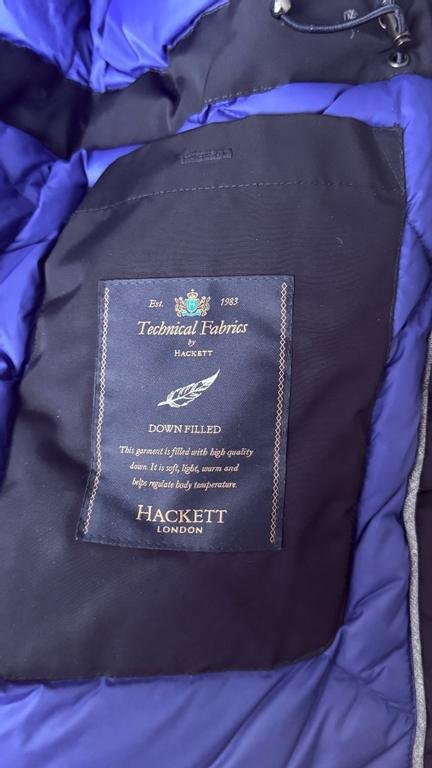 Est. 1983
Technical Fabrics
by
HACKETT
DOWN FILLED
This garment is filled with high quality
down. It is soft, light, warm and
helps regulate body temperature.
HACKETT
LONDON